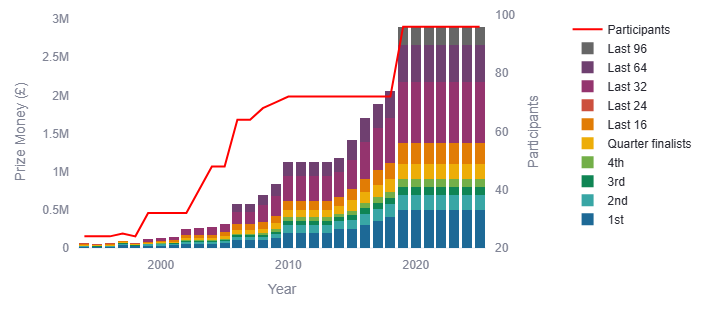 3M
2.5M
2M
1.5M
1M
0.5M
0
Prize Money (£)
2000
2010
2020
Year
100
80
60
40
20
Participants
Participants
Last 96
Last 64
Last 32
Last 24
Last 16
Quarter finalists
4th
3rd
2nd
1st